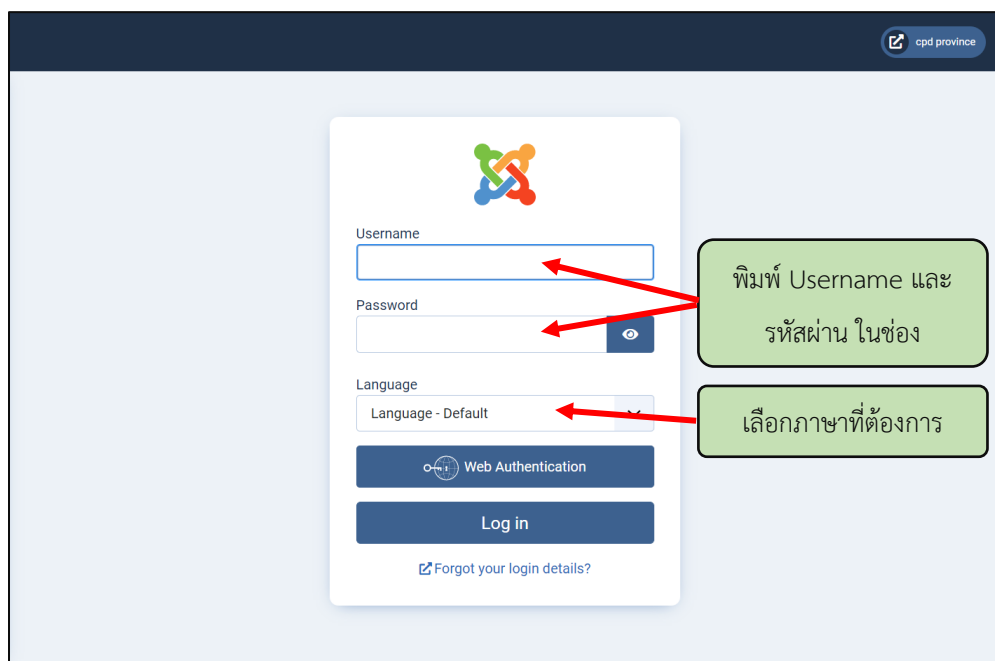 cpd province
Username
พิมพ์ Username และ
รหัสผ่าน ในช่อง
Password
Language
Language - Default
เลือกภาษาที่ต้องการ
Web Authentication
Log in
Forgot your login details?